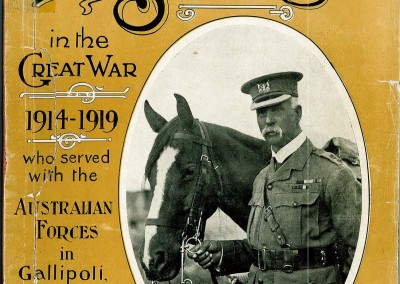 in the
GREAT WAR
1914-1919
who served
with the
AUSTRALIAN
FORCES
in
Gallipoli,